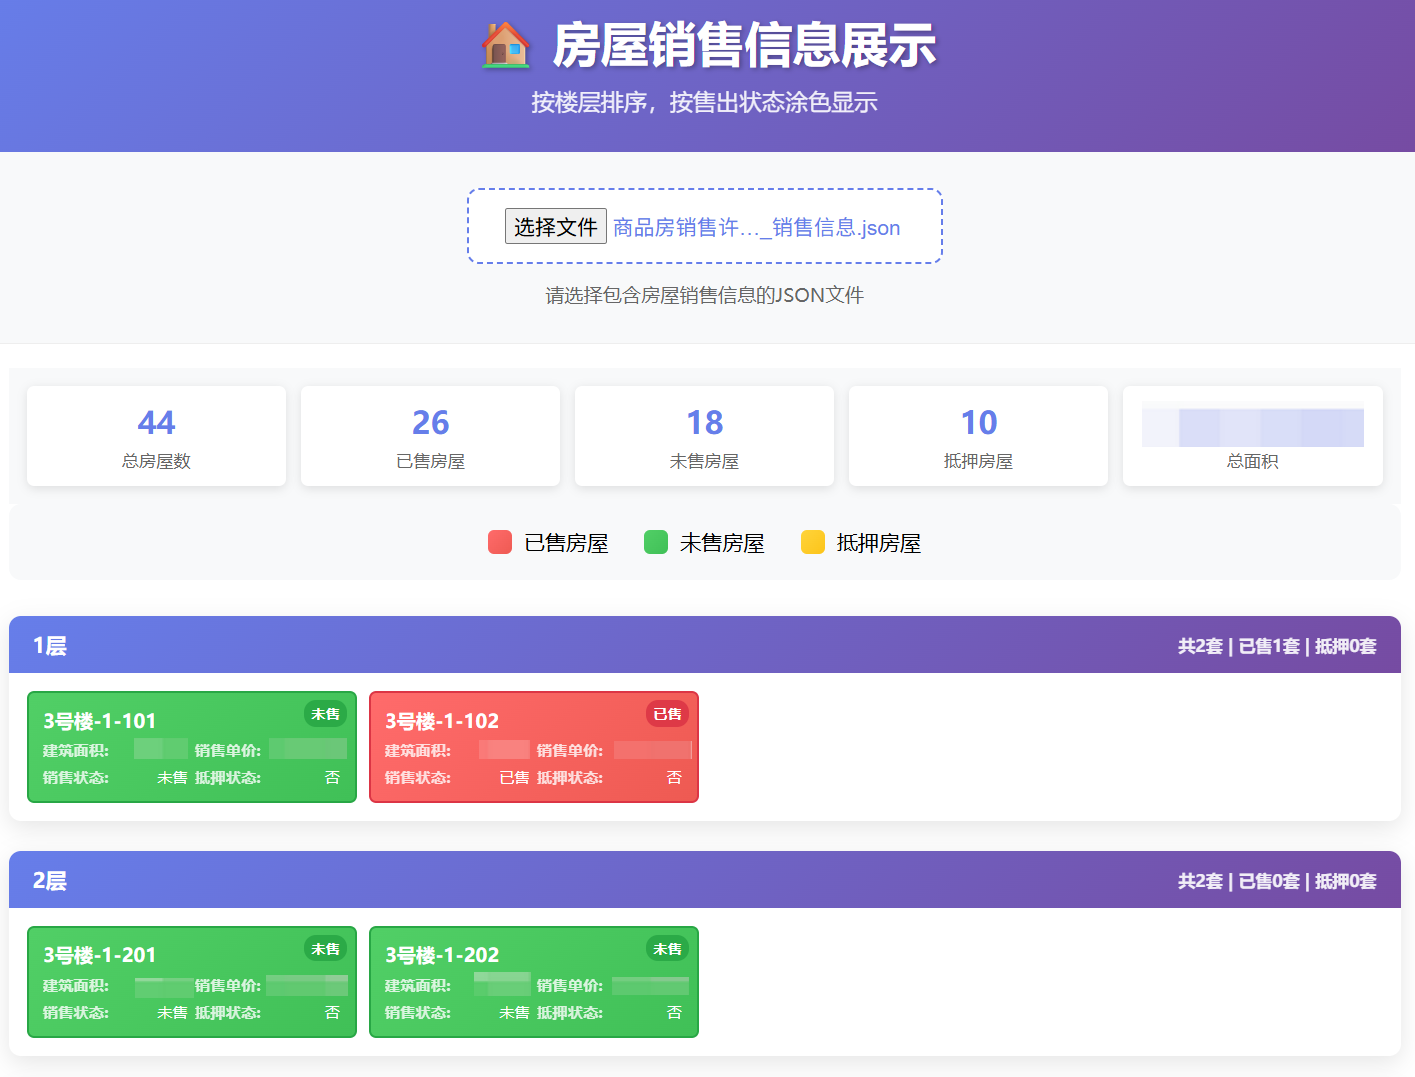 房屋销售信息展示
按楼层排序，按售出状态涂色显示
选择文件 商品房销售许…_销售信息.json
请选择包含房屋销售信息的JSON文件
44 26 18 10
总房屋数 已售房屋 未售房屋 抵押房屋 总面积
已售房屋 未售房屋 抵押房屋
1层 共2套 | 已售1套 | 抵押0套
3号楼-1-101 未售
建筑面积: 销售单价:
销售状态: 未售 抵押状态: 否
3号楼-1-102 已售
建筑面积: 销售单价:
销售状态: 已售 抵押状态: 否
2层 共2套 | 已售0套 | 抵押0套
3号楼-1-201 未售
建筑面积: 销售单价:
销售状态: 未售 抵押状态: 否
3号楼-1-202 未售
建筑面积: 销售单价:
销售状态: 未售 抵押状态: 否